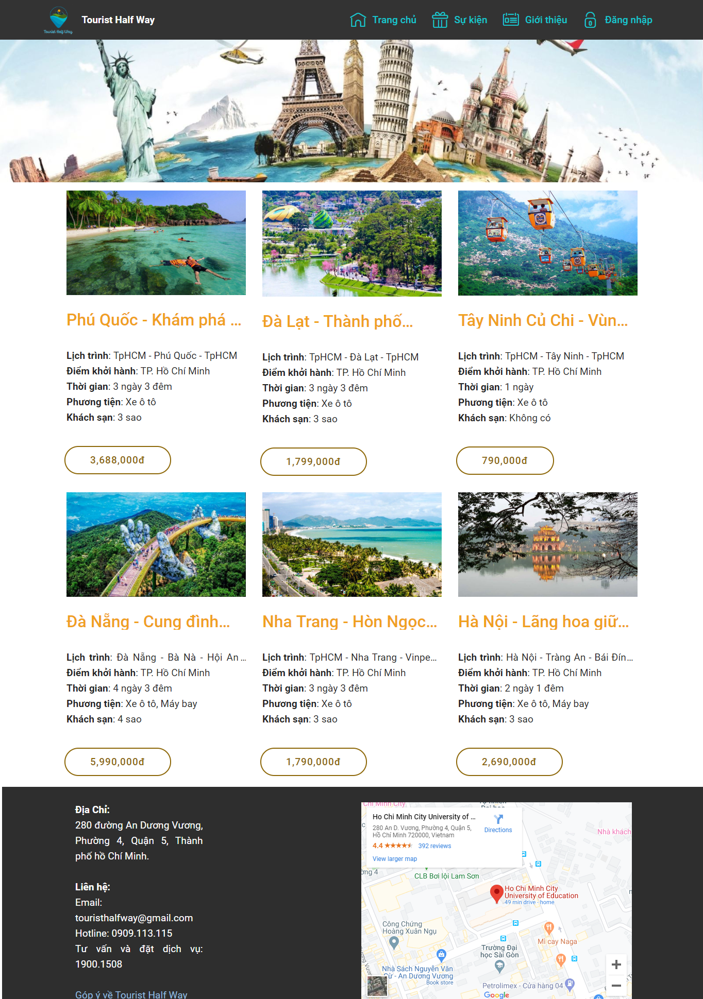 Tourist Half Way
Tourist Half Way
Trang chủ
Sự kiện
Giới thiệu
Đăng nhập
Phú Quốc - Khám phá ...
Đà Lạt - Thành phố...
Tây Ninh Củ Chi - Vùn...
Lịch trình: TpHCM - Phú Quốc - TpHCM
Điểm khởi hành: TP. Hồ Chí Minh
Thời gian: 3 ngày 3 đêm
Phương tiện: Xe ô tô
Khách sạn: 3 sao
Lịch trình: TpHCM - Đà Lạt - TpHCM
Điểm khởi hành: TP. Hồ Chí Minh
Thời gian: 3 ngày 3 đêm
Phương tiện: Xe ô tô
Khách sạn: 3 sao
Lịch trình: TpHCM - Tây Ninh - TpHCM
Điểm khởi hành: TP. Hồ Chí Minh
Thời gian: 1 ngày
Phương tiện: Xe ô tô
Khách sạn: Không có
3,688,000đ
1,799,000đ
790,000đ
Đà Nẵng - Cung đình...
Nha Trang - Hòn Ngọc...
Hà Nội - Lãng hoa giữ...
Lịch trình: Đà Nẵng - Bà Nà - Hội An ...
Điểm khởi hành: TP. Hồ Chí Minh
Thời gian: 4 ngày 3 đêm
Phương tiện: Xe ô tô, Máy bay
Khách sạn: 4 sao
Lịch trình: TpHCM - Nha Trang - Vinpe...
Điểm khởi hành: TP. Hồ Chí Minh
Thời gian: 3 ngày 3 đêm
Phương tiện: Xe ô tô
Khách sạn: 3 sao
Lịch trình: Hà Nội - Tràng An - Bái Đín...
Điểm khởi hành: TP. Hồ Chí Minh
Thời gian: 2 ngày 1 đêm
Phương tiện: Xe ô tô, Máy bay
Khách sạn: 3 sao
5,990,000đ
1,790,000đ
2,690,000đ
Địa Chỉ:
280 đường An Dương Vương,
Phường 4, Quận 5, Thành
phố hồ Chí Minh.
Liên hệ:
Email:
touristhalfway@gmail.com
Hotline: 0909.113.115
Tư vấn và đặt dịch vụ:
1900.1508
Góp ý về Tourist Half Way
Chi Minh City
Ho Chi Minh City University of ...
280 An D. Vương, Phường 4, Quận 5,
Hồ Chí Minh 720000, Vietnam
4.4
392 reviews
View larger map
Directions
Nhà khách
CLB Bơi lội Lam Sơn
Ho Chi Minh City
University of Education
49 min drive - home
Công Chứng
Hoàng Xuân Ngụ
Mì cay Naga
Trường Đại
học Sài Gòn
Nhà Sách Nguyễn Văn
Cừ - An Dương Vương
Book store
Petrolimex - Cửa hàng 04
Google